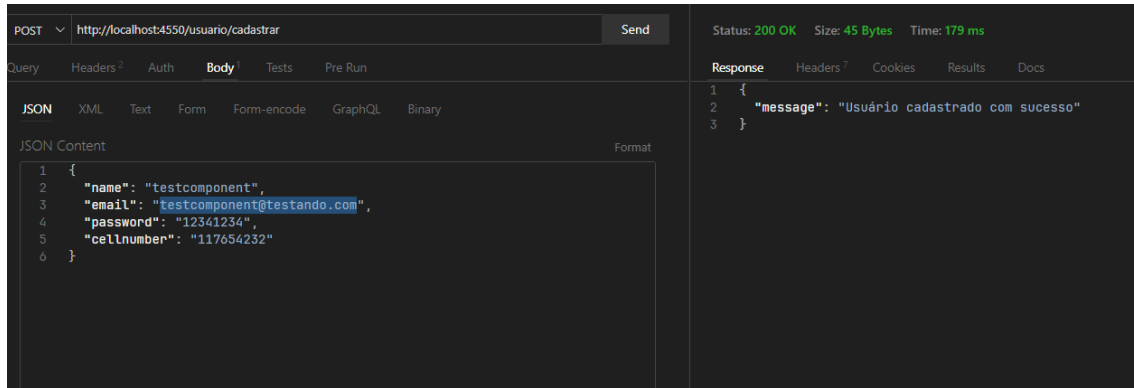 POST http://localhost:4550/usuario/cadastrar Send
Status: 200 OK Size: 45 Bytes Time: 179 ms
Query Headers 2 Auth Body 1 Tests Pre Run
Response Headers 7 Cookies Results Docs
JSON XML Text Form Form-encode GraphQL Binary
JSON Content Format
1 {
2 "name": "testcomponent",
3 "email": "testcomponent@testando.com",
4 "password": "12341234",
5 "cellnumber": "117654232"
6 }
1 {
2 "message": "Usuário cadastrado com sucesso"
3 }